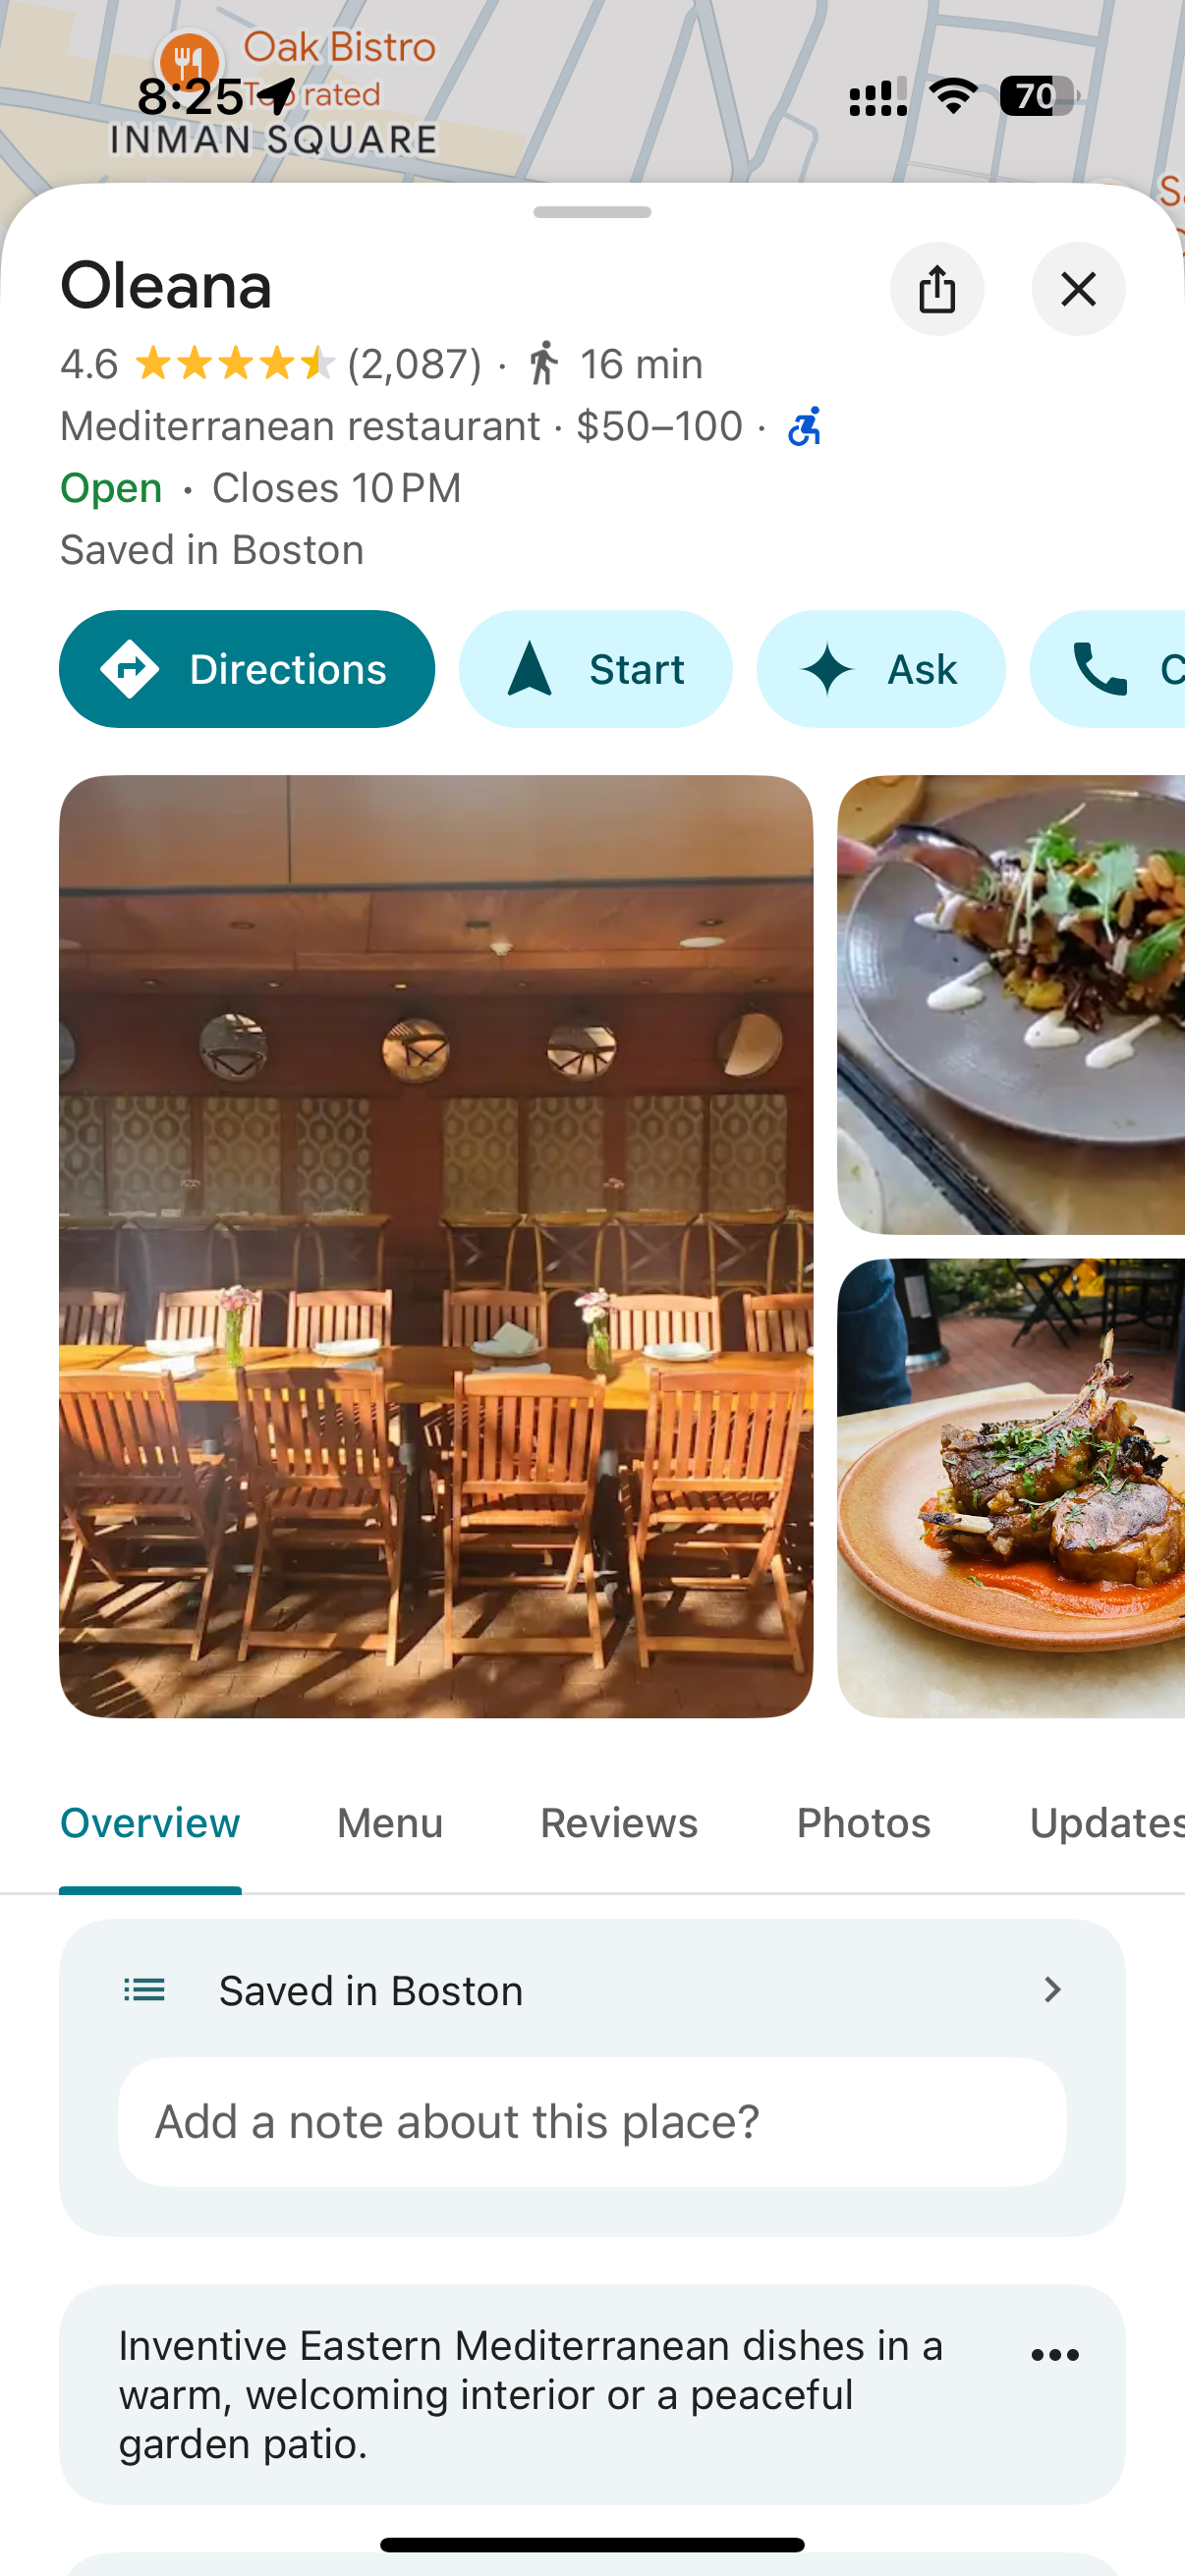 Oak Bistro
Top rated
8:25
70
INMAN SQUARE
Oleana
4.6 (2,087) · 16 min
Mediterranean restaurant · $50–100 ·
Open · Closes 10 PM
Saved in Boston
Directions
Start
Ask
Overview
Menu
Reviews
Photos
Updates
Saved in Boston
Add a note about this place?
Inventive Eastern Mediterranean dishes in a
warm, welcoming interior or a peaceful
garden patio.